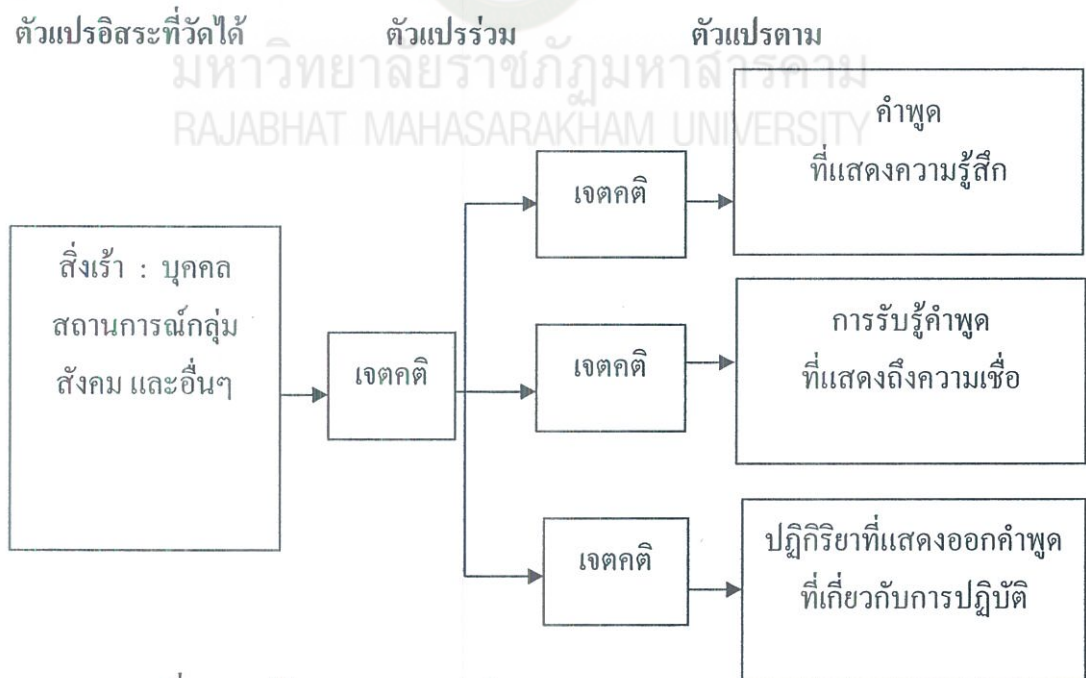 ตัวแปรอิสระที่วัดได้ ตัวแปรร่วม ตัวแปรตาม
มหาวิทยาลัยราชภัฏมหาสารคาม
RAJABHAT MAHASARAKHAM UNIVERSITY
สิ่งเร้า : บุคคล
สถานการณ์กลุ่ม
สังคม และอื่นๆ
เจตคติ
เจตคติ
คำพูด
ที่แสดงความรู้สึก
เจตคติ
การรับรู้คำพูด
ที่แสดงถึงความเชื่อ
เจตคติ
ปฏิกิริยาที่แสดงออกคำพูด
ที่เกี่ยวกับการปฏิบัติ